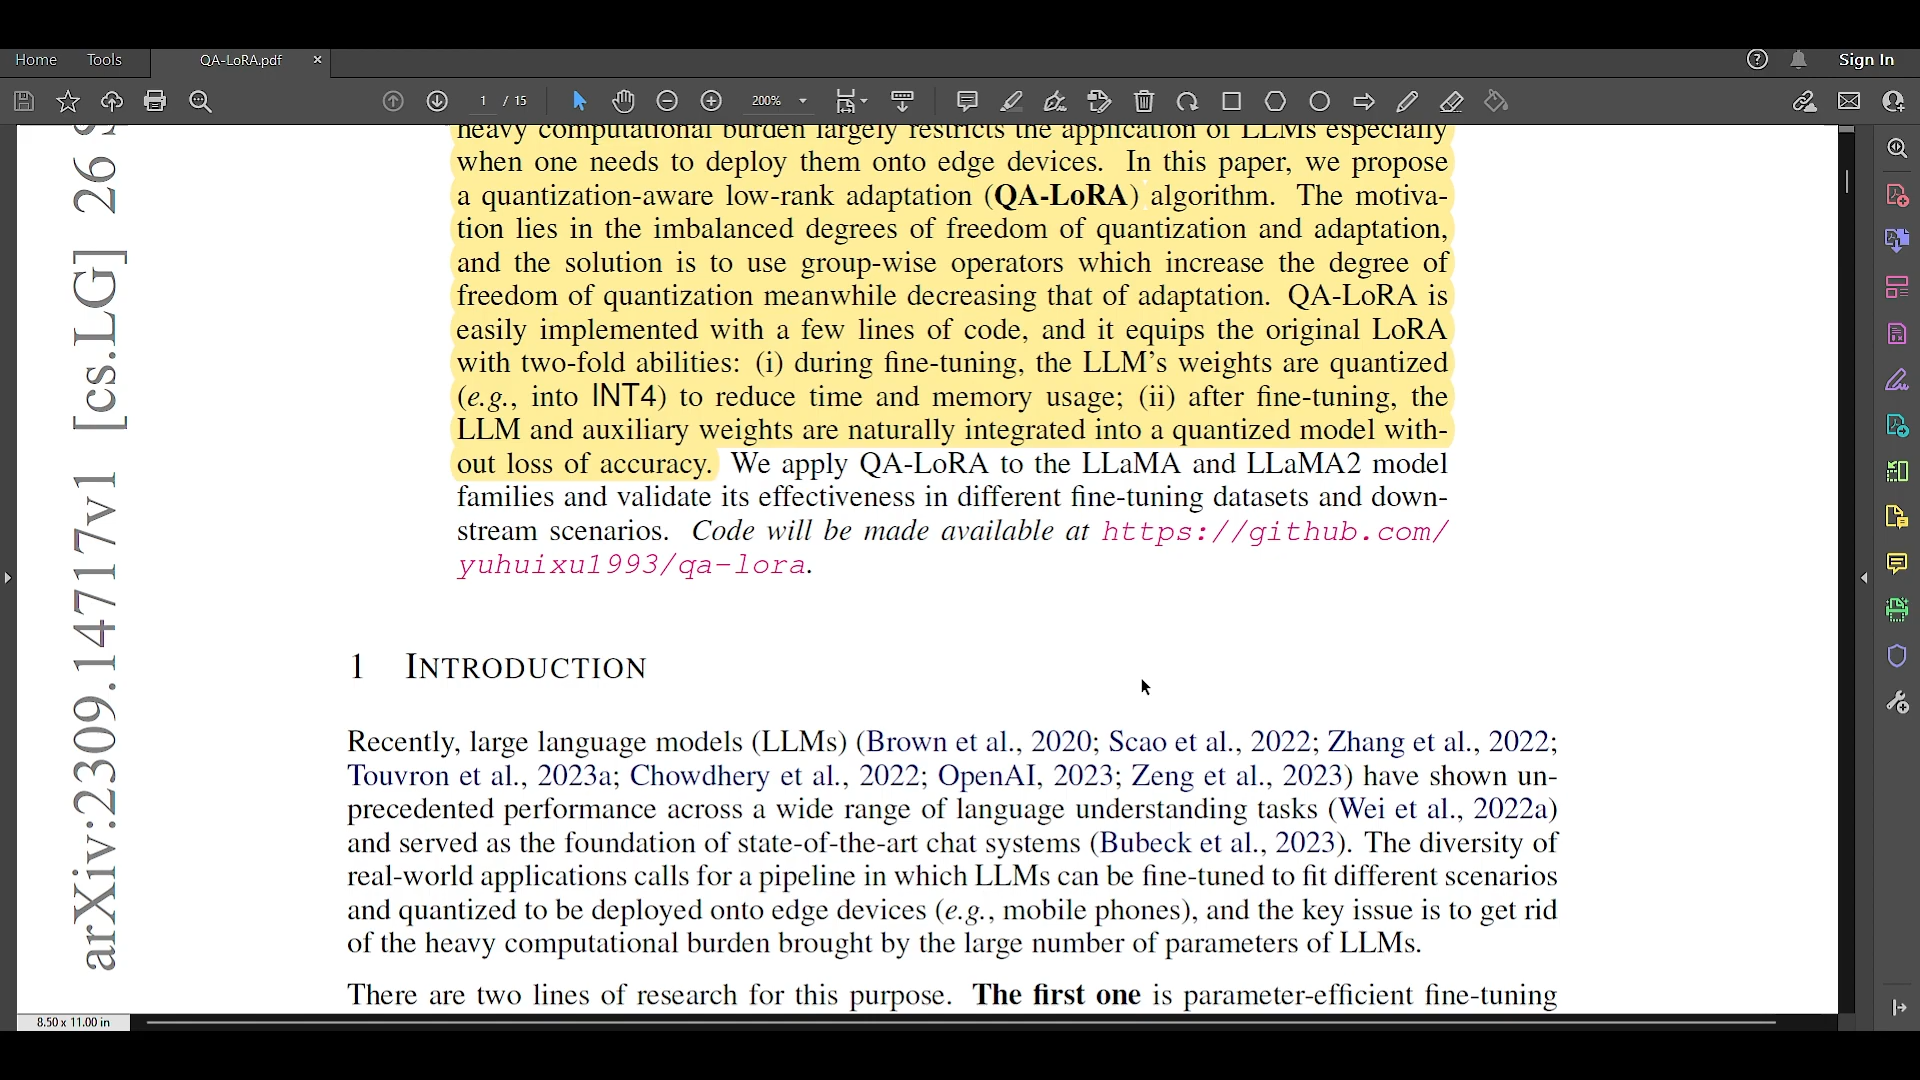 Home Tools QA-LoRA.pdf × Sign In
1 / 15 200%
heavy computational burden largely restricts the application of LLMs especially
when one needs to deploy them onto edge devices. In this paper, we propose
a quantization-aware low-rank adaptation (QA-LoRA) algorithm. The motiva-
tion lies in the imbalanced degrees of freedom of quantization and adaptation,
and the solution is to use group-wise operators which increase the degree of
freedom of quantization meanwhile decreasing that of adaptation. QA-LoRA is
easily implemented with a few lines of code, and it equips the original LoRA
with two-fold abilities: (i) during fine-tuning, the LLM's weights are quantized
(e.g., into INT4) to reduce time and memory usage; (ii) after fine-tuning, the
LLM and auxiliary weights are naturally integrated into a quantized model with-
out loss of accuracy. We apply QA-LoRA to the LLaMA and LLaMA2 model
families and validate its effectiveness in different fine-tuning datasets and down-
stream scenarios. Code will be made available at https://github.com/
yuhuixu1993/qa-lora.
1 INTRODUCTION
Recently, large language models (LLMs) (Brown et al., 2020; Scao et al., 2022; Zhang et al., 2022;
Touvron et al., 2023a; Chowdhery et al., 2022; OpenAI, 2023; Zeng et al., 2023) have shown un-
precedented performance across a wide range of language understanding tasks (Wei et al., 2022a)
and served as the foundation of state-of-the-art chat systems (Bubeck et al., 2023). The diversity of
real-world applications calls for a pipeline in which LLMs can be fine-tuned to fit different scenarios
and quantized to be deployed onto edge devices (e.g., mobile phones), and the key issue is to get rid
of the heavy computational burden brought by the large number of parameters of LLMs.
There are two lines of research for this purpose. The first one is parameter-efficient fine-tuning
arXiv:2309.14717v1 [cs.LG] 26
8.50 x 11.00 in